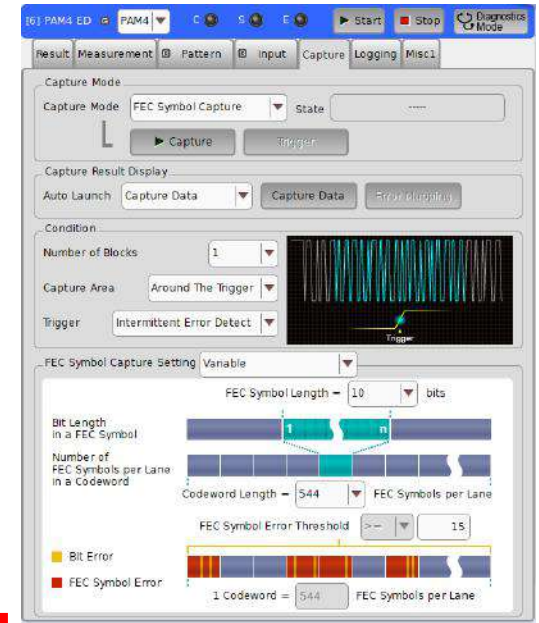 [6] PAM4 ED G PAM4 C S E Start Stop Diagnostics Mode
Result Measurement Pattern Input Capture Logging Misc1
Capture Mode
Capture Mode FEC Symbol Capture State -----
Capture Trigger
Capture Result Display
Auto Launch Capture Data Capture Data Error Mapping
Condition
Number of Blocks 1
Capture Area Around The Trigger
Trigger Intermittent Error Detect
Trigger
FEC Symbol Capture Setting Variable
FEC Symbol Length = 10 bits
Bit Length
in a FEC Symbol
1 n
Number of
FEC Symbols per Lane
in a Codeword
Codeword Length = 544 FEC Symbols per Lane
FEC Symbol Error Threshold >= 15
Bit Error
FEC Symbol Error
1 Codeword = 544 FEC Symbols per Lane